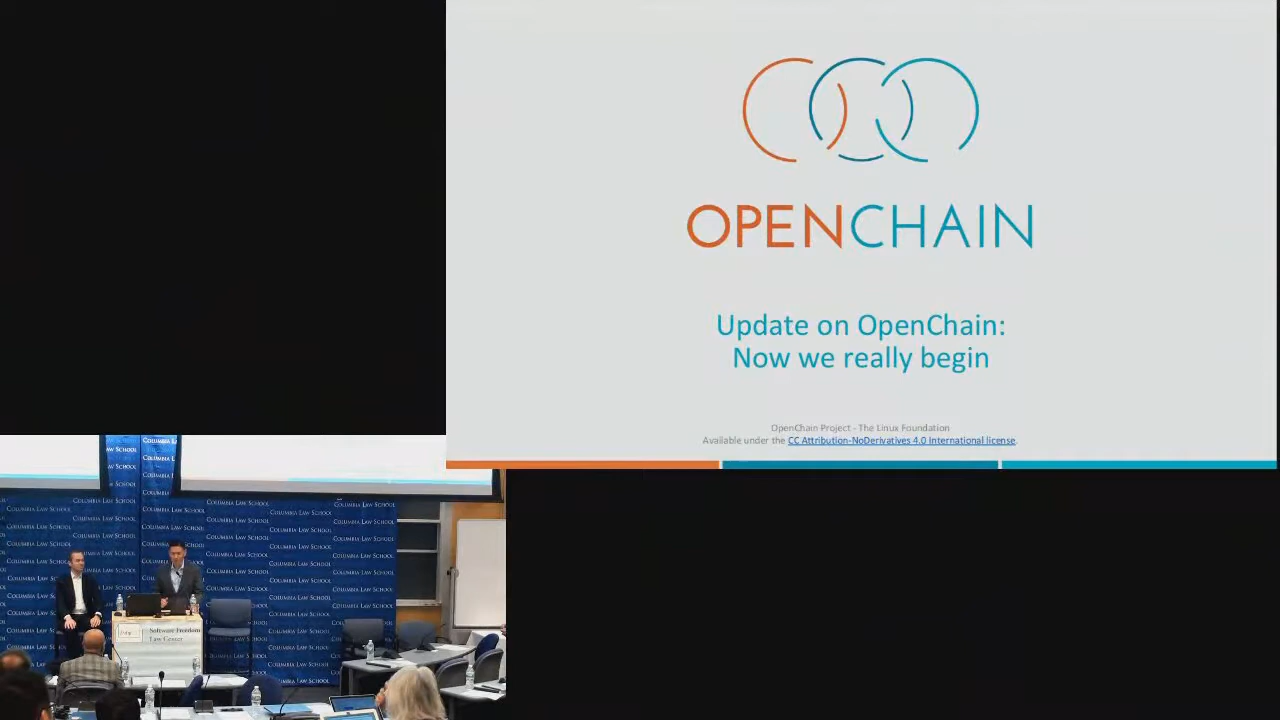 OPENCHAIN
Update on OpenChain:
Now we really begin
OpenChain Project - The Linux Foundation
Available under the CC Attribution-NoDerivatives 4.0 International license.
COLUMBIA LAW SCHOOL
Software Freedom
Law Center